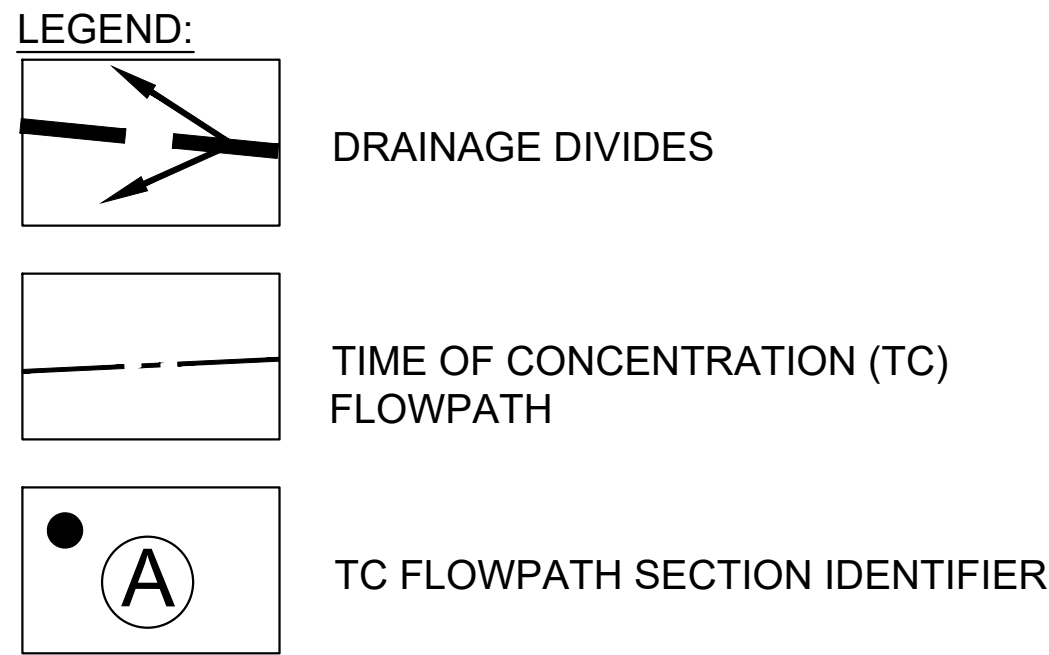 LEGEND:
DRAINAGE DIVIDES
TIME OF CONCENTRATION (TC)
FLOWPATH
A
TC FLOWPATH SECTION IDENTIFIER